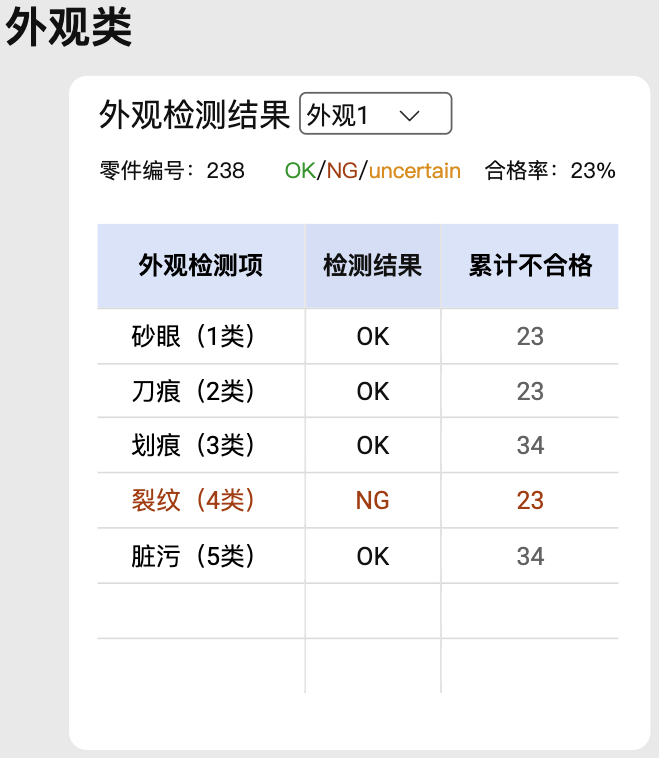 外观类
外观检测结果 外观1
零件编号：238 OK/NG/uncertain 合格率：23%
外观检测项 检测结果 累计不合格
砂眼（1类） OK 23
刀痕（2类） OK 23
划痕（3类） OK 34
裂纹（4类） NG 23
脏污（5类） OK 34